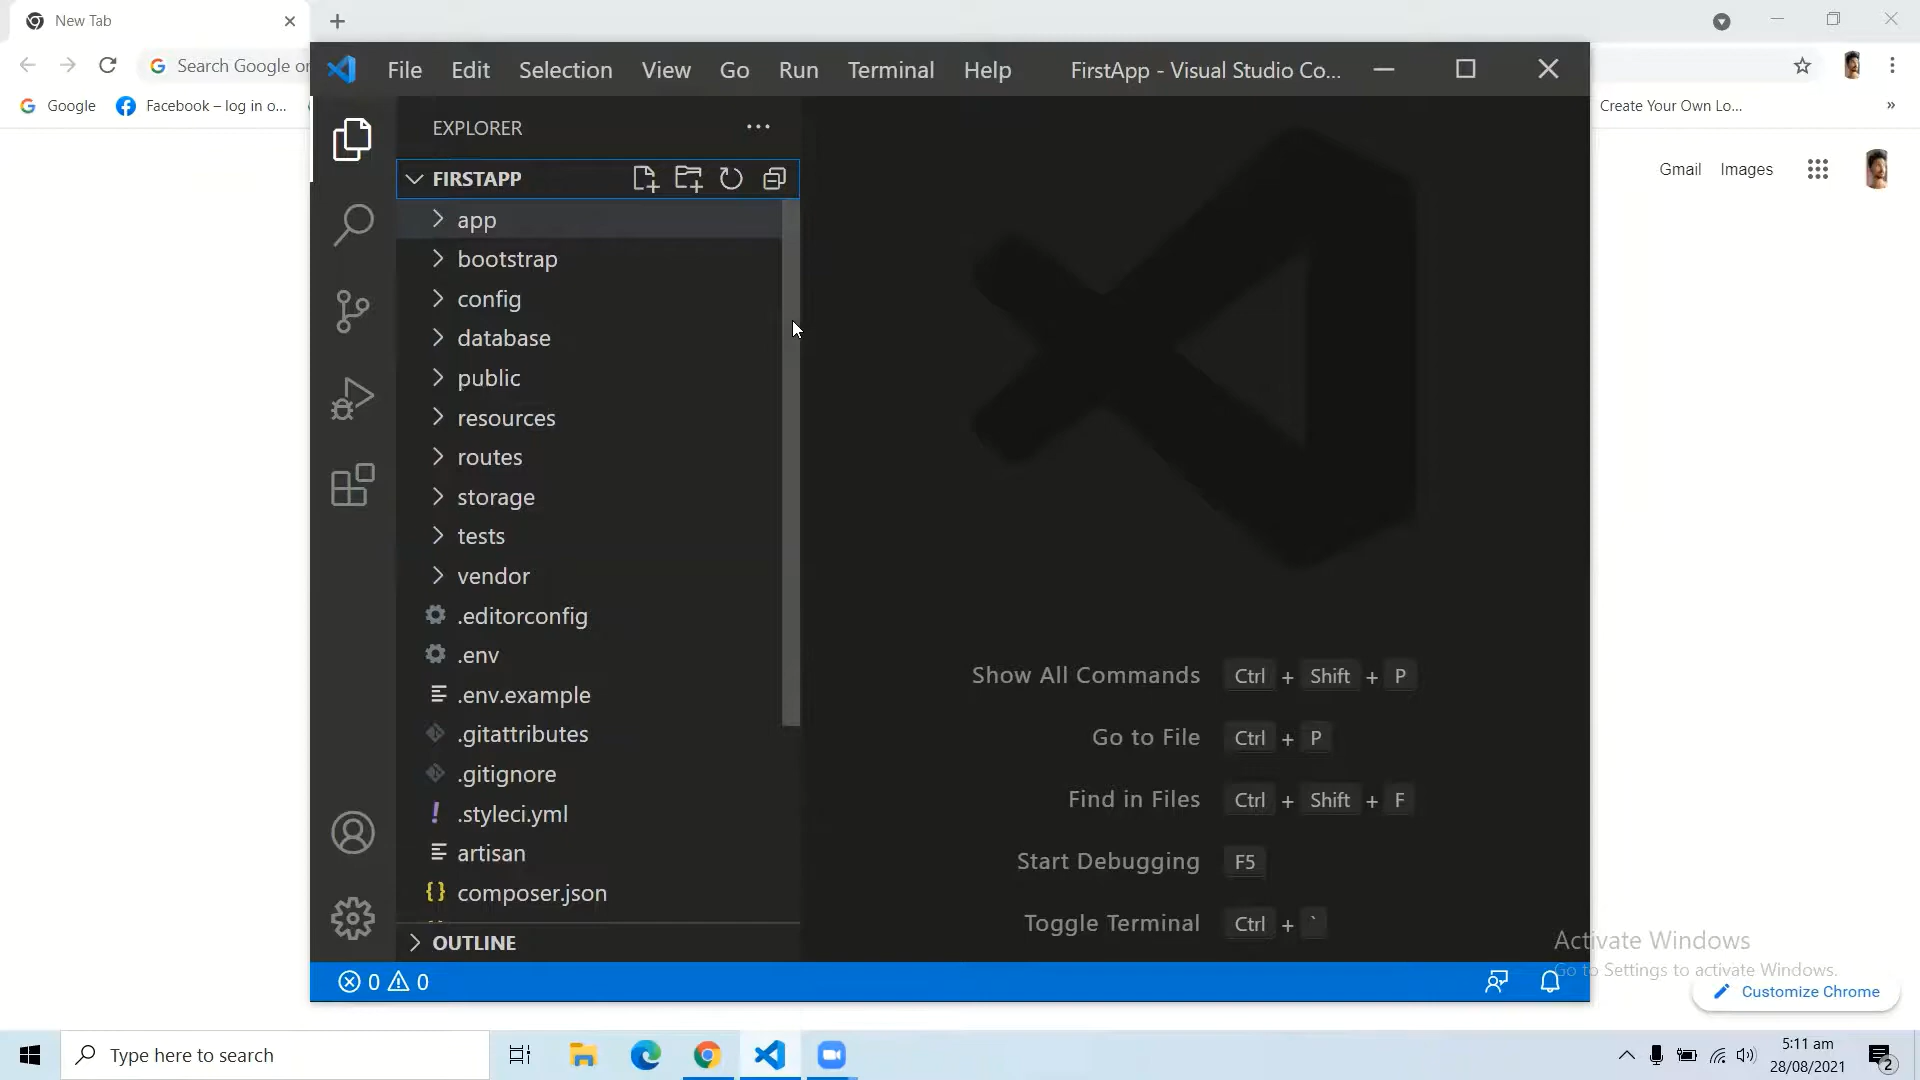 New Tab
Search Google or
Google
Facebook – log in o...
Create Your Own Lo...
Gmail
Images
File Edit Selection View Go Run Terminal Help
FirstApp - Visual Studio Co...
EXPLORER
FIRSTAPP
app
bootstrap
config
database
public
resources
routes
storage
tests
vendor
.editorconfig
.env
.env.example
.gitattributes
.gitignore
.styleci.yml
artisan
composer.json
OUTLINE
Show All Commands Ctrl + Shift + P
Go to File Ctrl + P
Find in Files Ctrl + Shift + F
Start Debugging F5
Toggle Terminal Ctrl + `
0 0
Activate Windows
Go to Settings to activate Windows.
Customize Chrome
Type here to search
5:11 am
28/08/2021
2